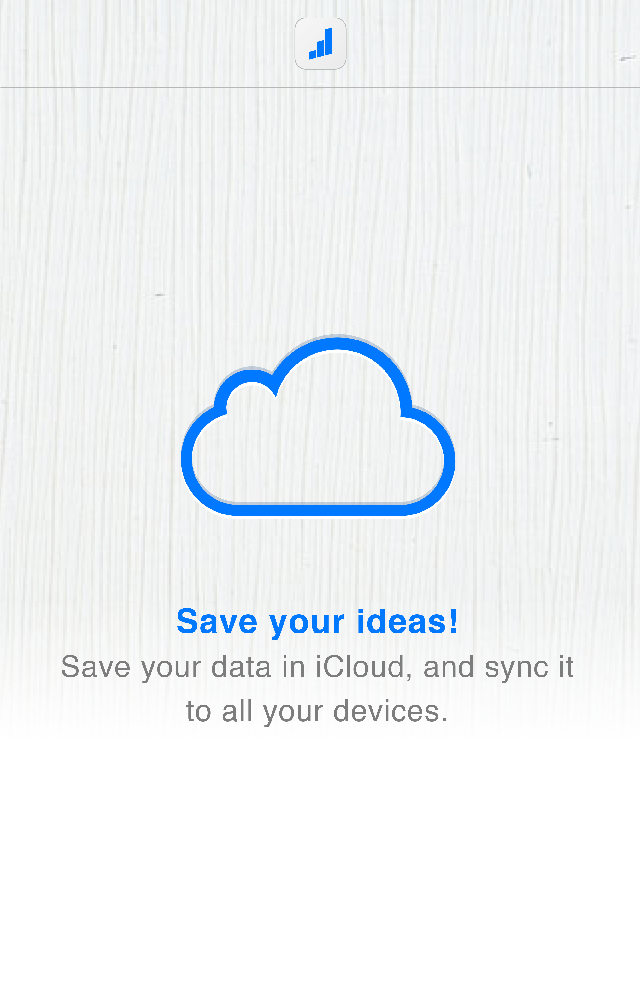 Save your ideas!
Save your data in iCloud, and sync it
to all your devices.